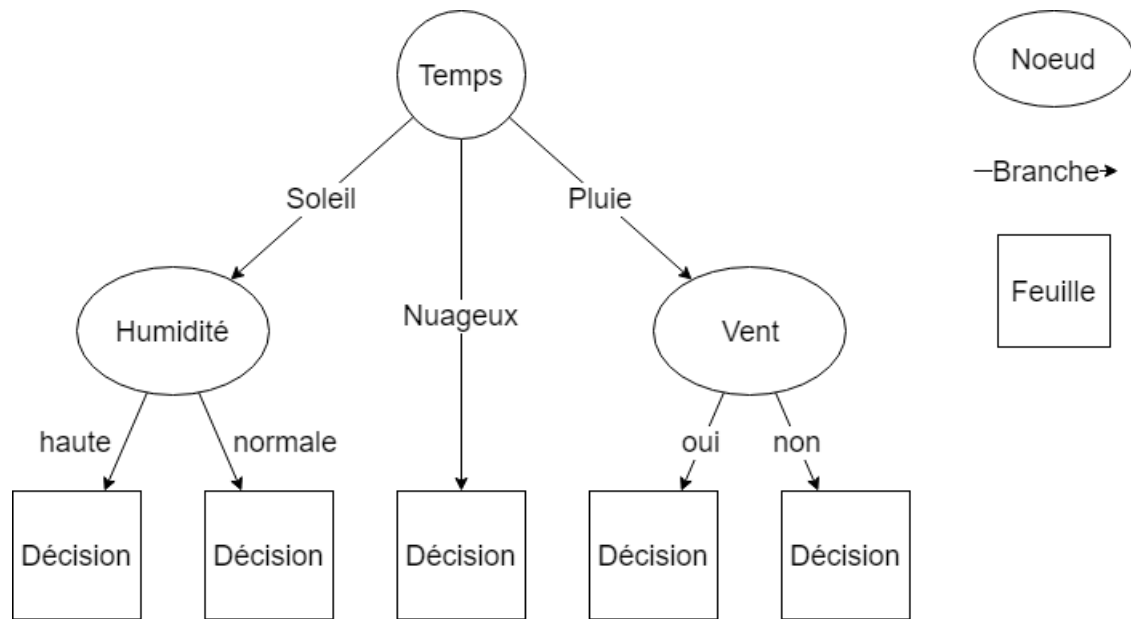 Temps
Noeud
Branche
Soleil
Pluie
Feuille
Nuageux
Humidité
Vent
haute
normale
oui
non
Décision
Décision
Décision
Décision
Décision